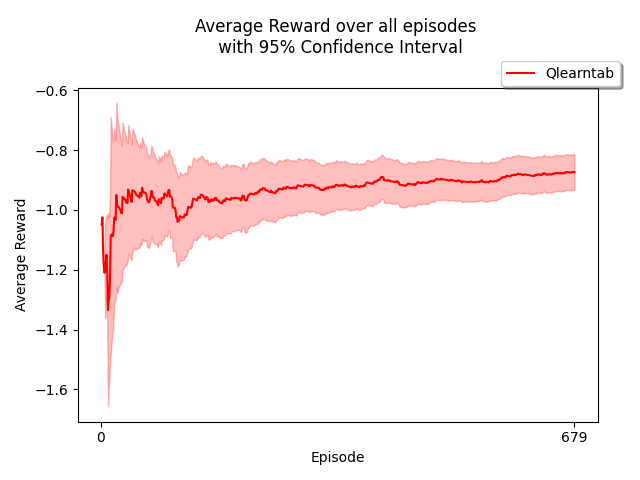 Average Reward over all episodes
with 95% Confidence Interval
Qlearntab
−0.6
−0.8
−1.0
−1.2
−1.4
−1.6
Average Reward
0 679
Episode